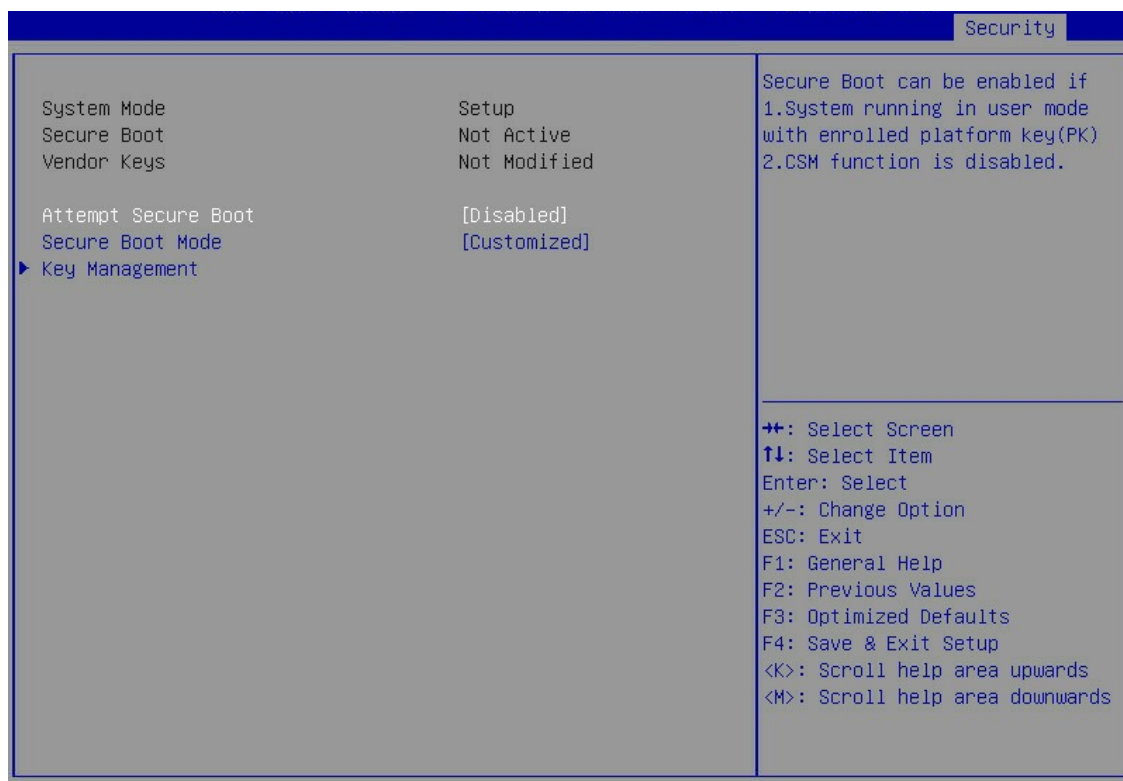 Security
System Mode Setup
Secure Boot Not Active
Vendor Keys Not Modified
Attempt Secure Boot [Disabled]
Secure Boot Mode [Customized]
Key Management
Secure Boot can be enabled if
1.System running in user mode
with enrolled platform key(PK)
2.CSM function is disabled.
→←: Select Screen
↑↓: Select Item
Enter: Select
+/-: Change Option
ESC: Exit
F1: General Help
F2: Previous Values
F3: Optimized Defaults
F4: Save & Exit Setup
<K>: Scroll help area upwards
<M>: Scroll help area downwards